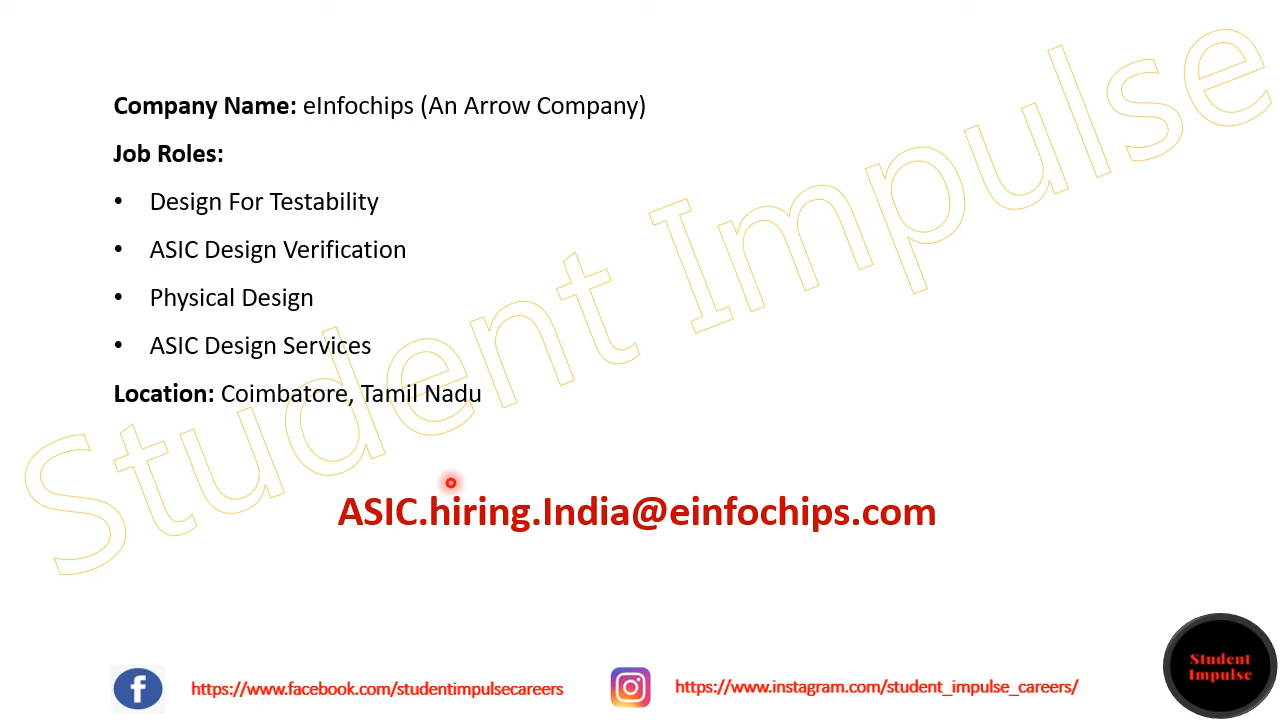 Company Name: eInfochips (An Arrow Company)
Job Roles:
• Design For Testability
• ASIC Design Verification
• Physical Design
• ASIC Design Services
Location: Coimbatore, Tamil Nadu
Student Impulse
ASIC.hiring.India@einfochips.com
https://www.facebook.com/studentimpulsecareers
https://www.instagram.com/student_impulse_careers/
Student
Impulse